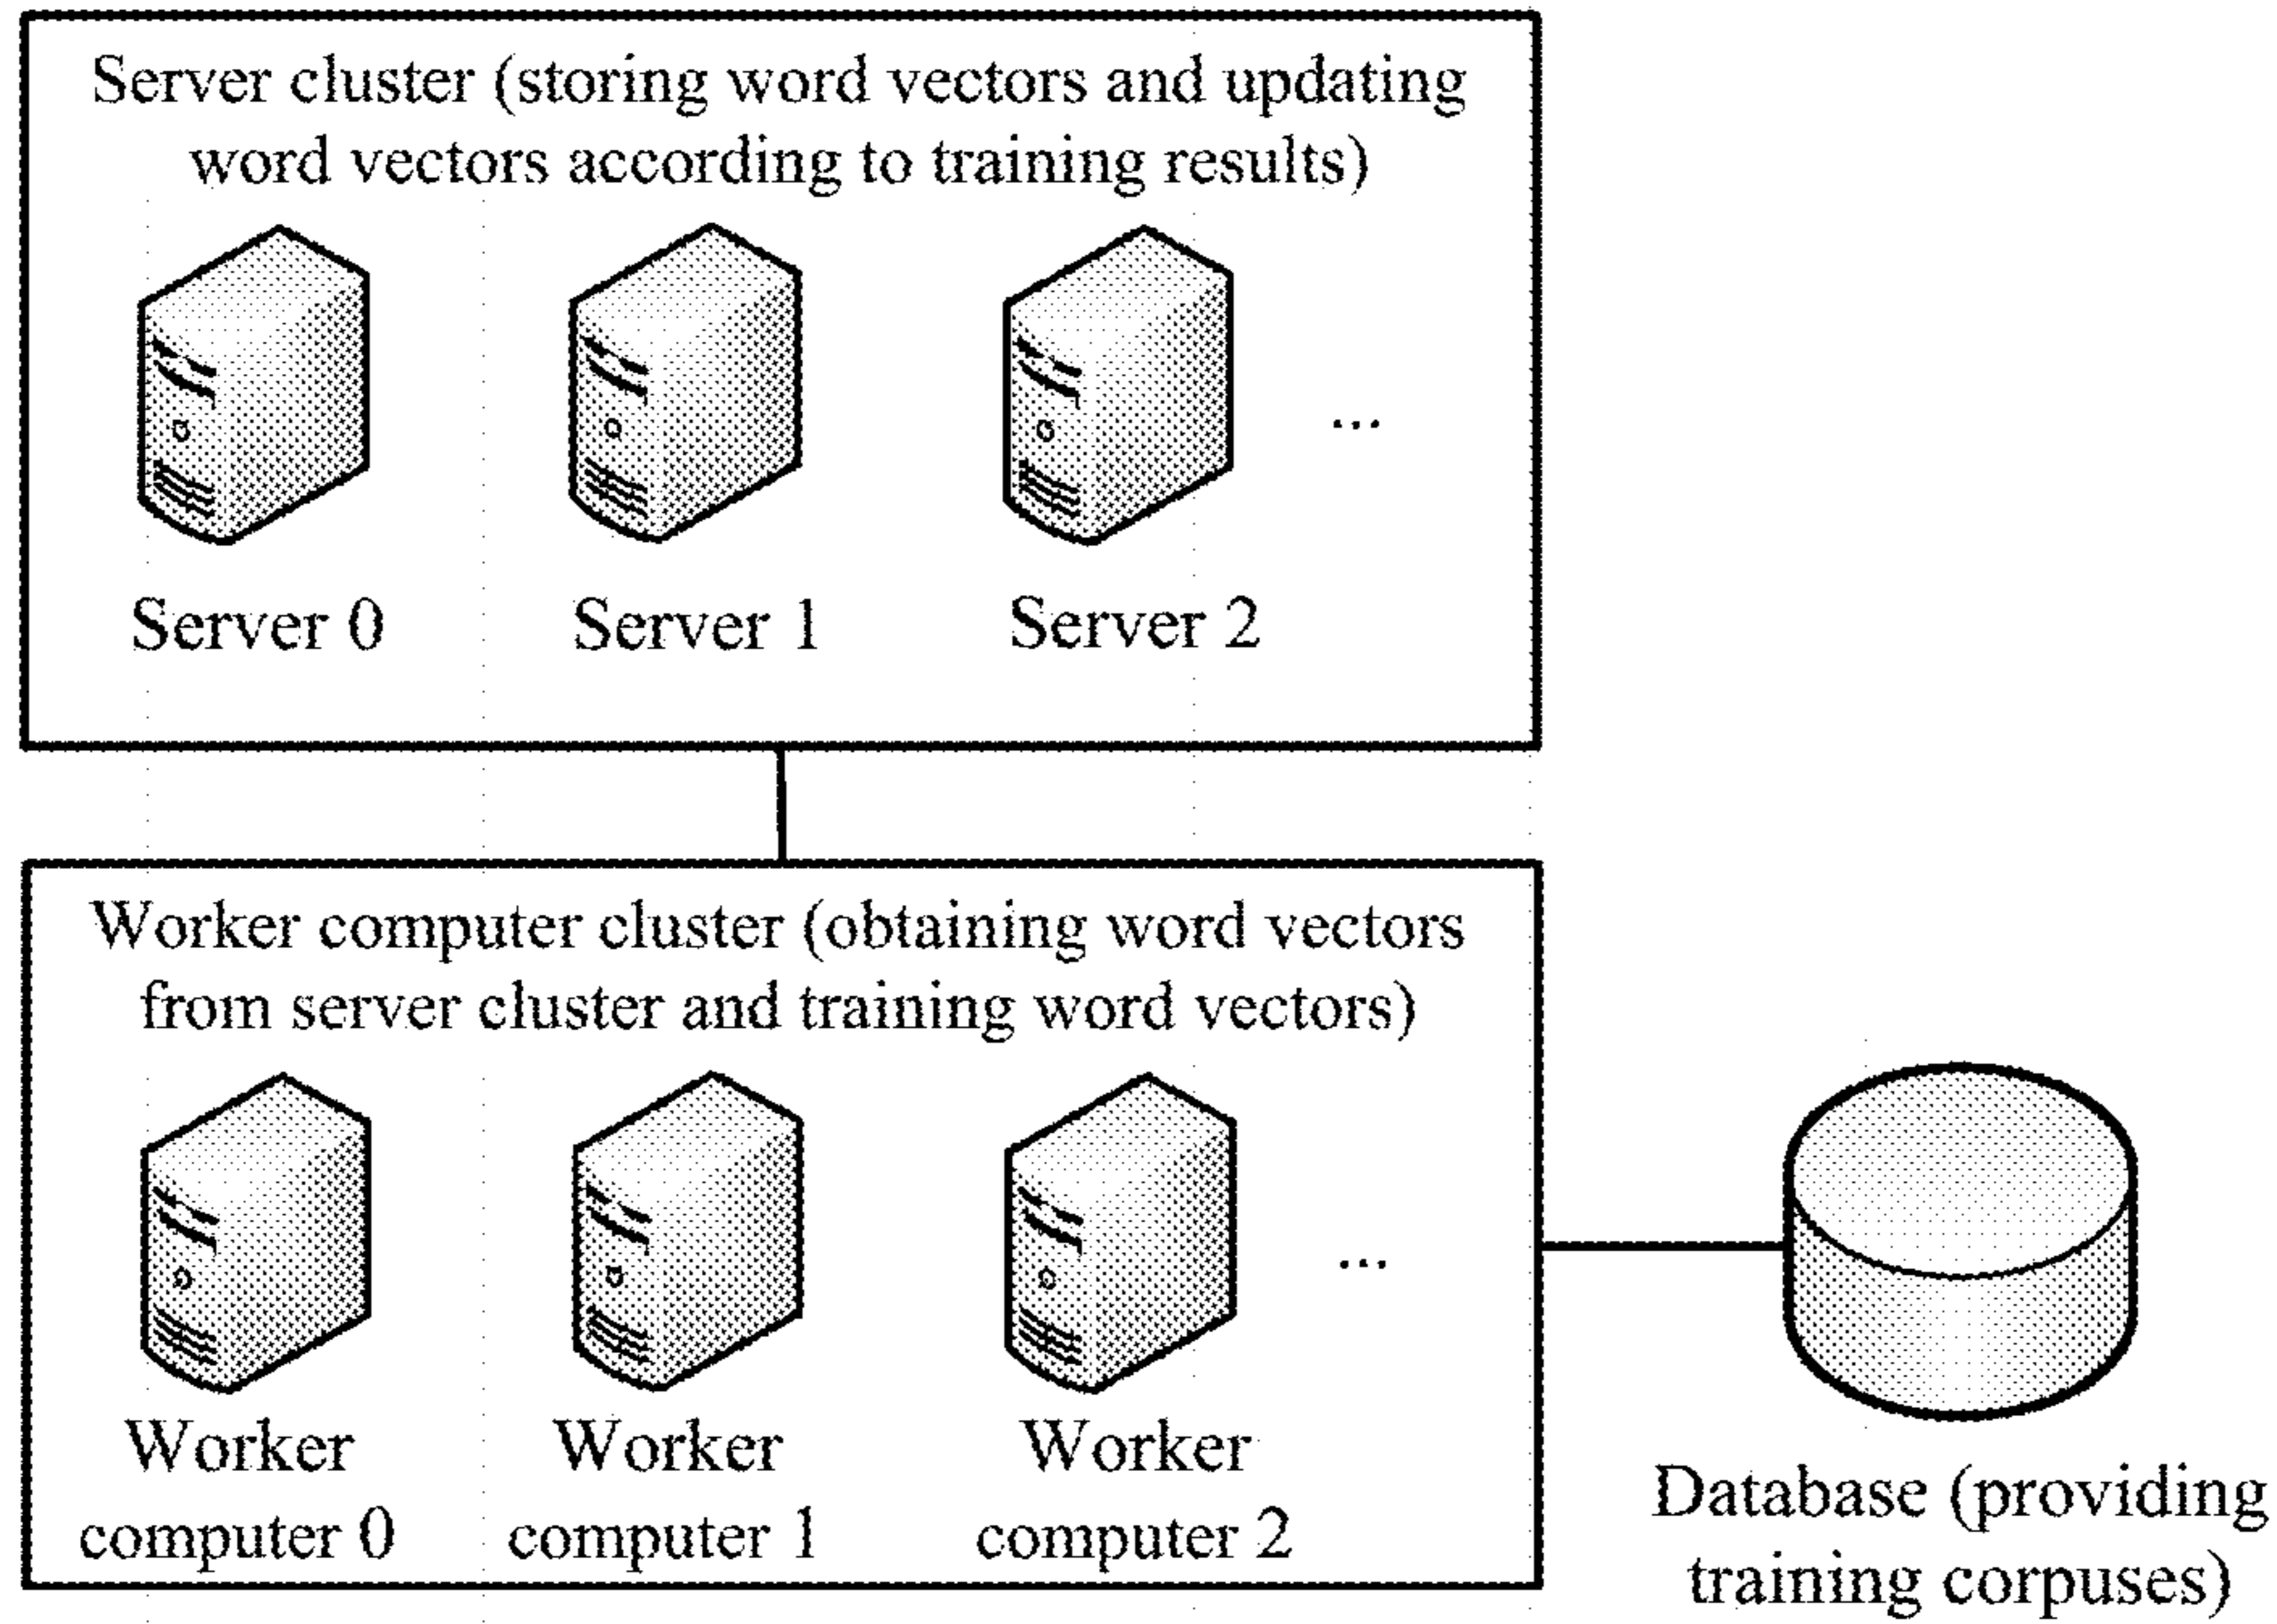 Server cluster (storing word vectors and updating
word vectors according to training results)
...
Server 0 Server 1 Server 2
Worker computer cluster (obtaining word vectors
from server cluster and training word vectors)
...
Worker computer 0
Worker computer 1
Worker computer 2
Database (providing
training corpuses)